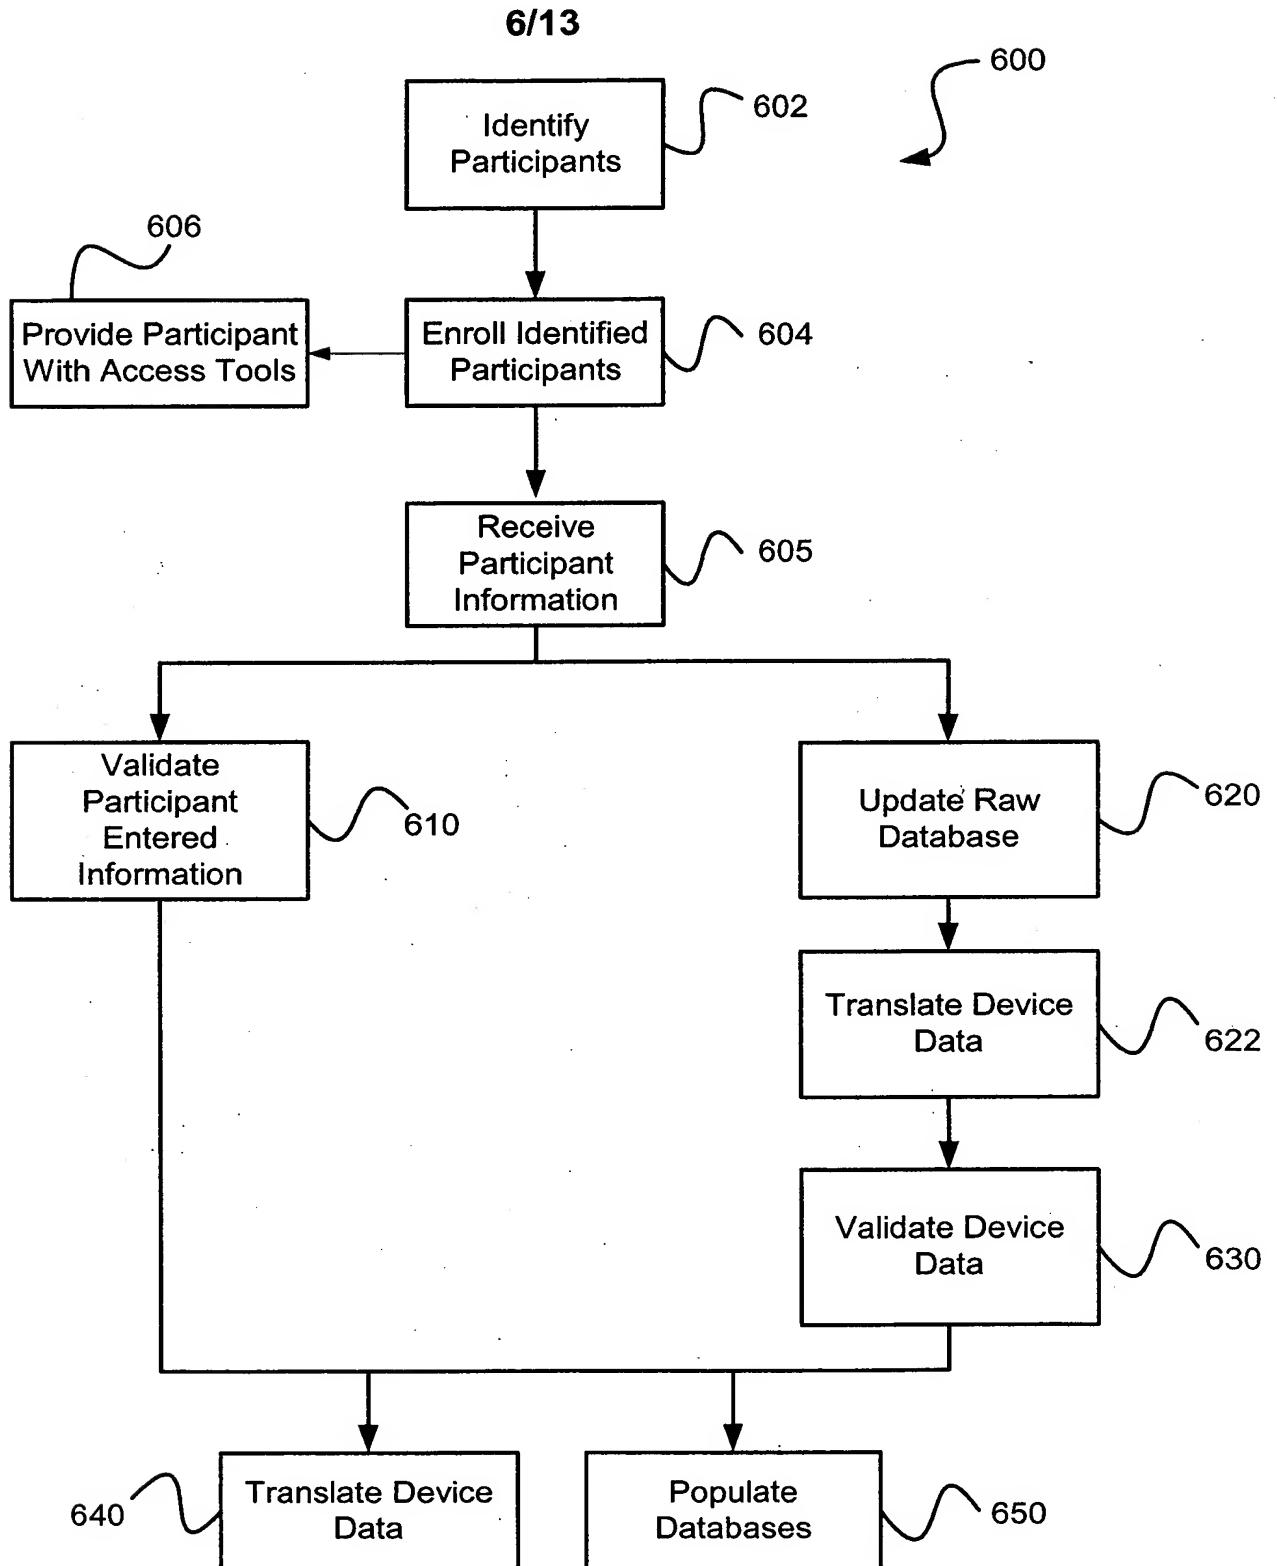 6/13
600
Identify
Participants
602
606
Provide Participant
With Access Tools
Enroll Identified
Participants
604
Receive
Participant
Information
605
Validate
Participant
Entered
Information
610
Update Raw
Database
620
Translate Device
Data
622
Validate Device
Data
630
640
Translate Device
Data
Populate
Databases
650